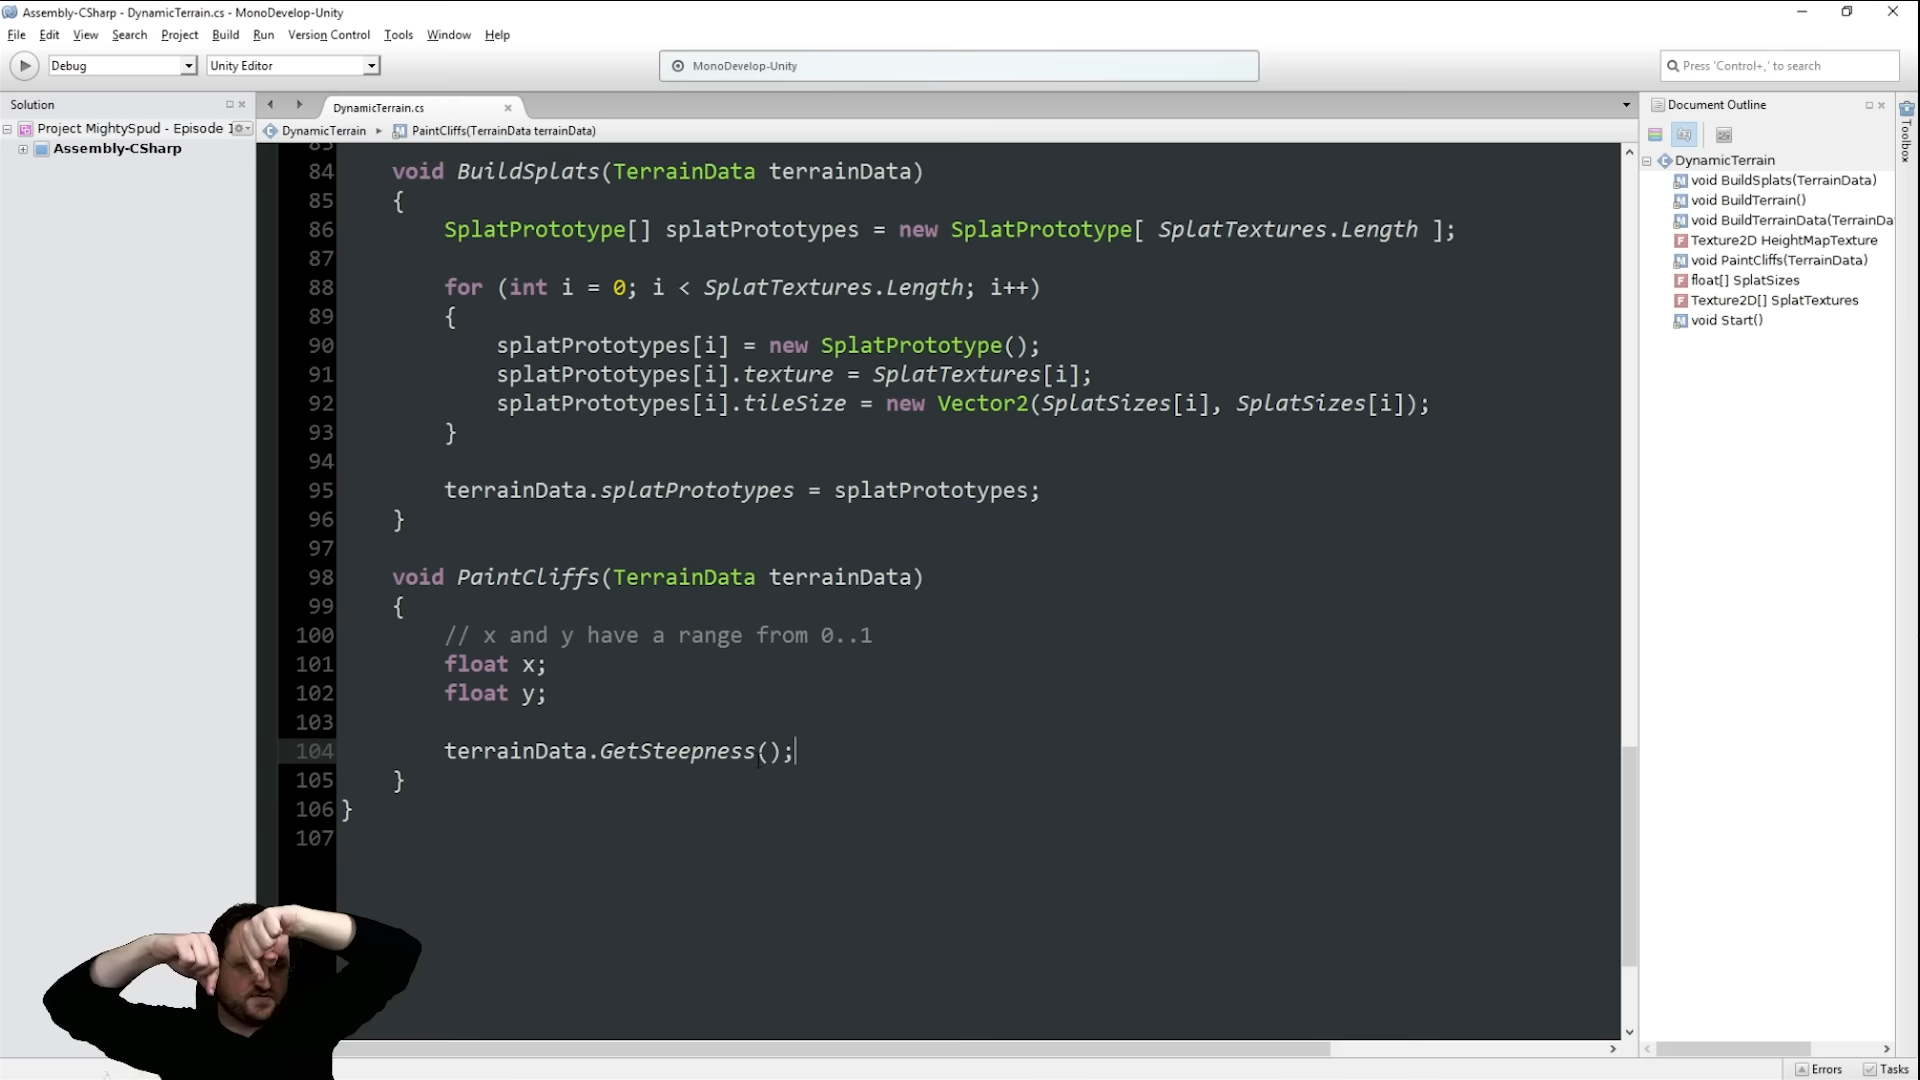 Assembly-CSharp - DynamicTerrain.cs - MonoDevelop-Unity
File Edit View Search Project Build Run Version Control Tools Window Help
Debug Unity Editor MonoDevelop-Unity Press 'Control+,' to search
Solution
Project MightySpud - Episode 1
Assembly-CSharp
DynamicTerrain.cs
DynamicTerrain PaintCliffs(TerrainData terrainData)
83
84 void BuildSplats(TerrainData terrainData)
85 {
86 SplatPrototype[] splatPrototypes = new SplatPrototype[ SplatTextures.Length ];
87
88 for (int i = 0; i < SplatTextures.Length; i++)
89 {
90 splatPrototypes[i] = new SplatPrototype();
91 splatPrototypes[i].texture = SplatTextures[i];
92 splatPrototypes[i].tileSize = new Vector2(SplatSizes[i], SplatSizes[i]);
93 }
94
95 terrainData.splatPrototypes = splatPrototypes;
96 }
97
98 void PaintCliffs(TerrainData terrainData)
99 {
100 // x and y have a range from 0..1
101 float x;
102 float y;
103
104 terrainData.GetSteepness();
105 }
106 }
107
Document Outline
DynamicTerrain
void BuildSplats(TerrainData)
void BuildTerrain()
void BuildTerrainData(TerrainDa
Texture2D HeightMapTexture
void PaintCliffs(TerrainData)
float[] SplatSizes
Texture2D[] SplatTextures
void Start()
Toolbox
Errors Tasks